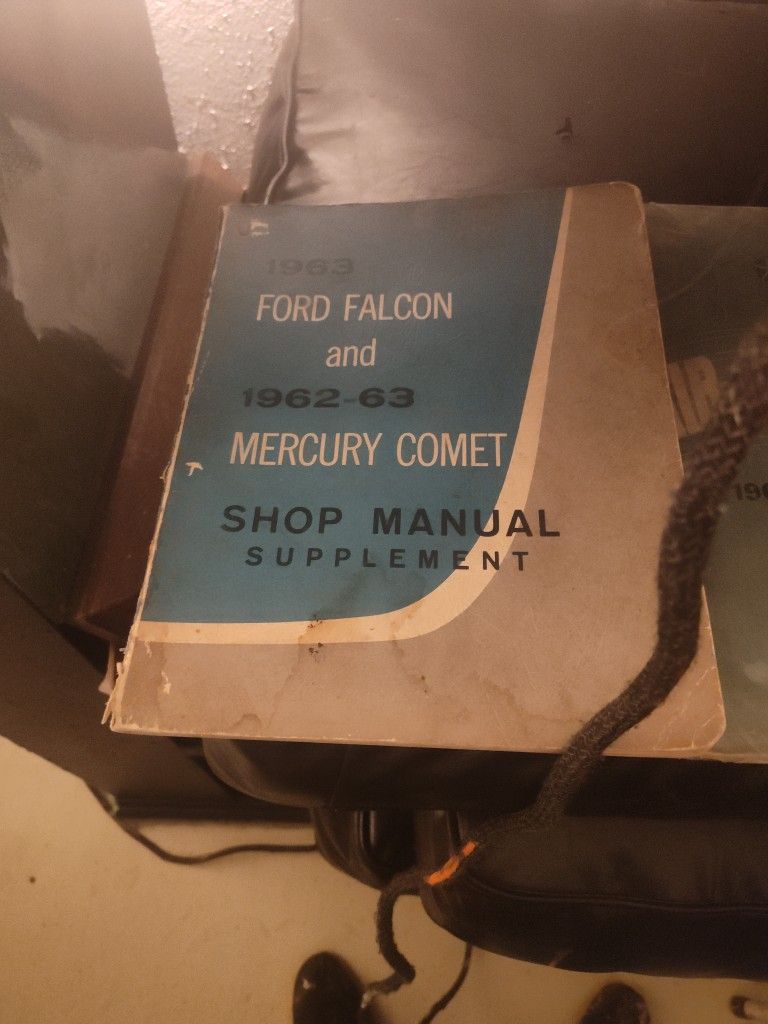 1963
FORD FALCON
and
1962-63
MERCURY COMET
SHOP MANUAL
SUPPLEMENT